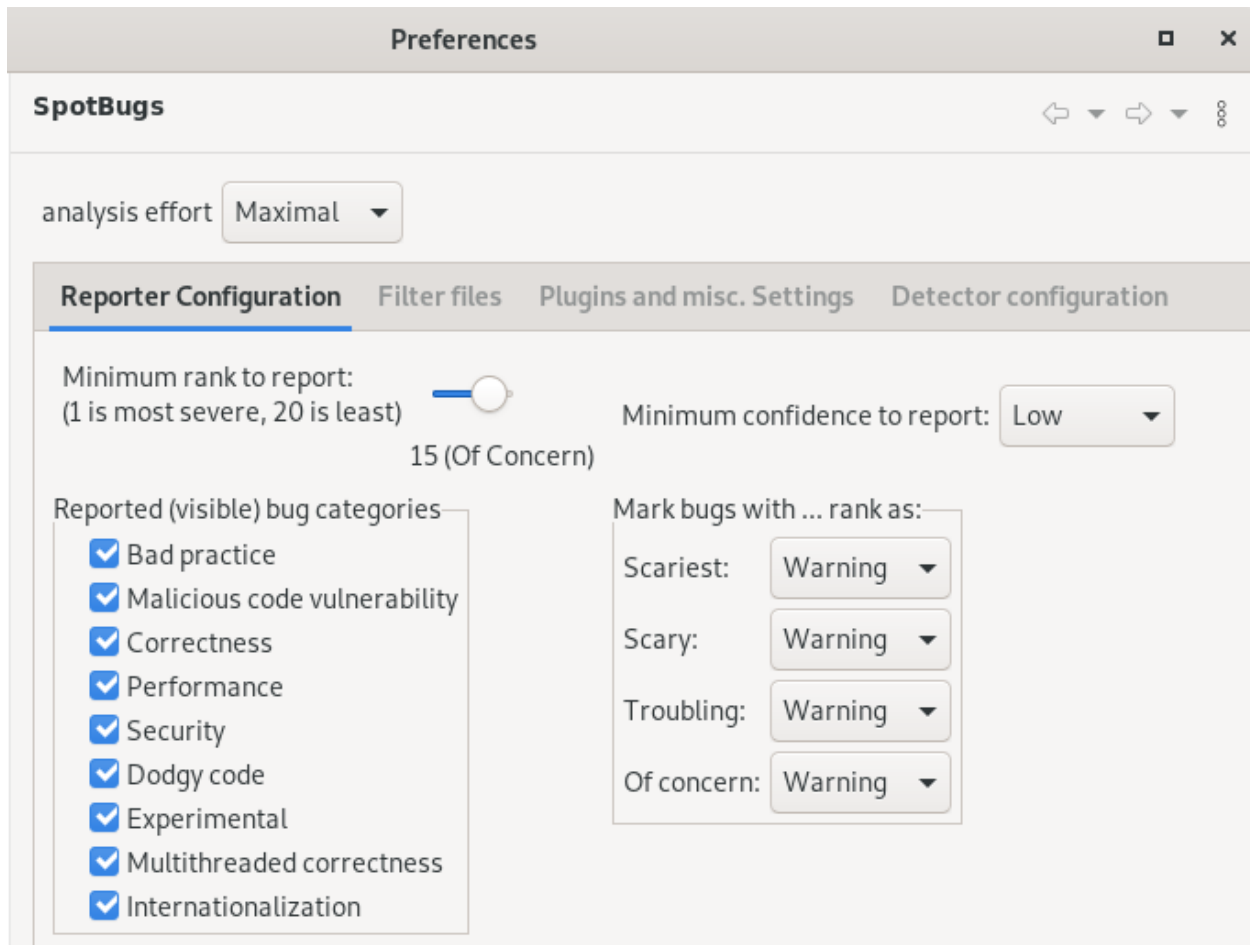 Preferences
SpotBugs
analysis effort Maximal
Reporter Configuration Filter files Plugins and misc. Settings Detector configuration
Minimum rank to report:
(1 is most severe, 20 is least)
15 (Of Concern)
Minimum confidence to report: Low
Reported (visible) bug categories
Bad practice
Malicious code vulnerability
Correctness
Performance
Security
Dodgy code
Experimental
Multithreaded correctness
Internationalization
Mark bugs with ... rank as:
Scariest: Warning
Scary: Warning
Troubling: Warning
Of concern: Warning